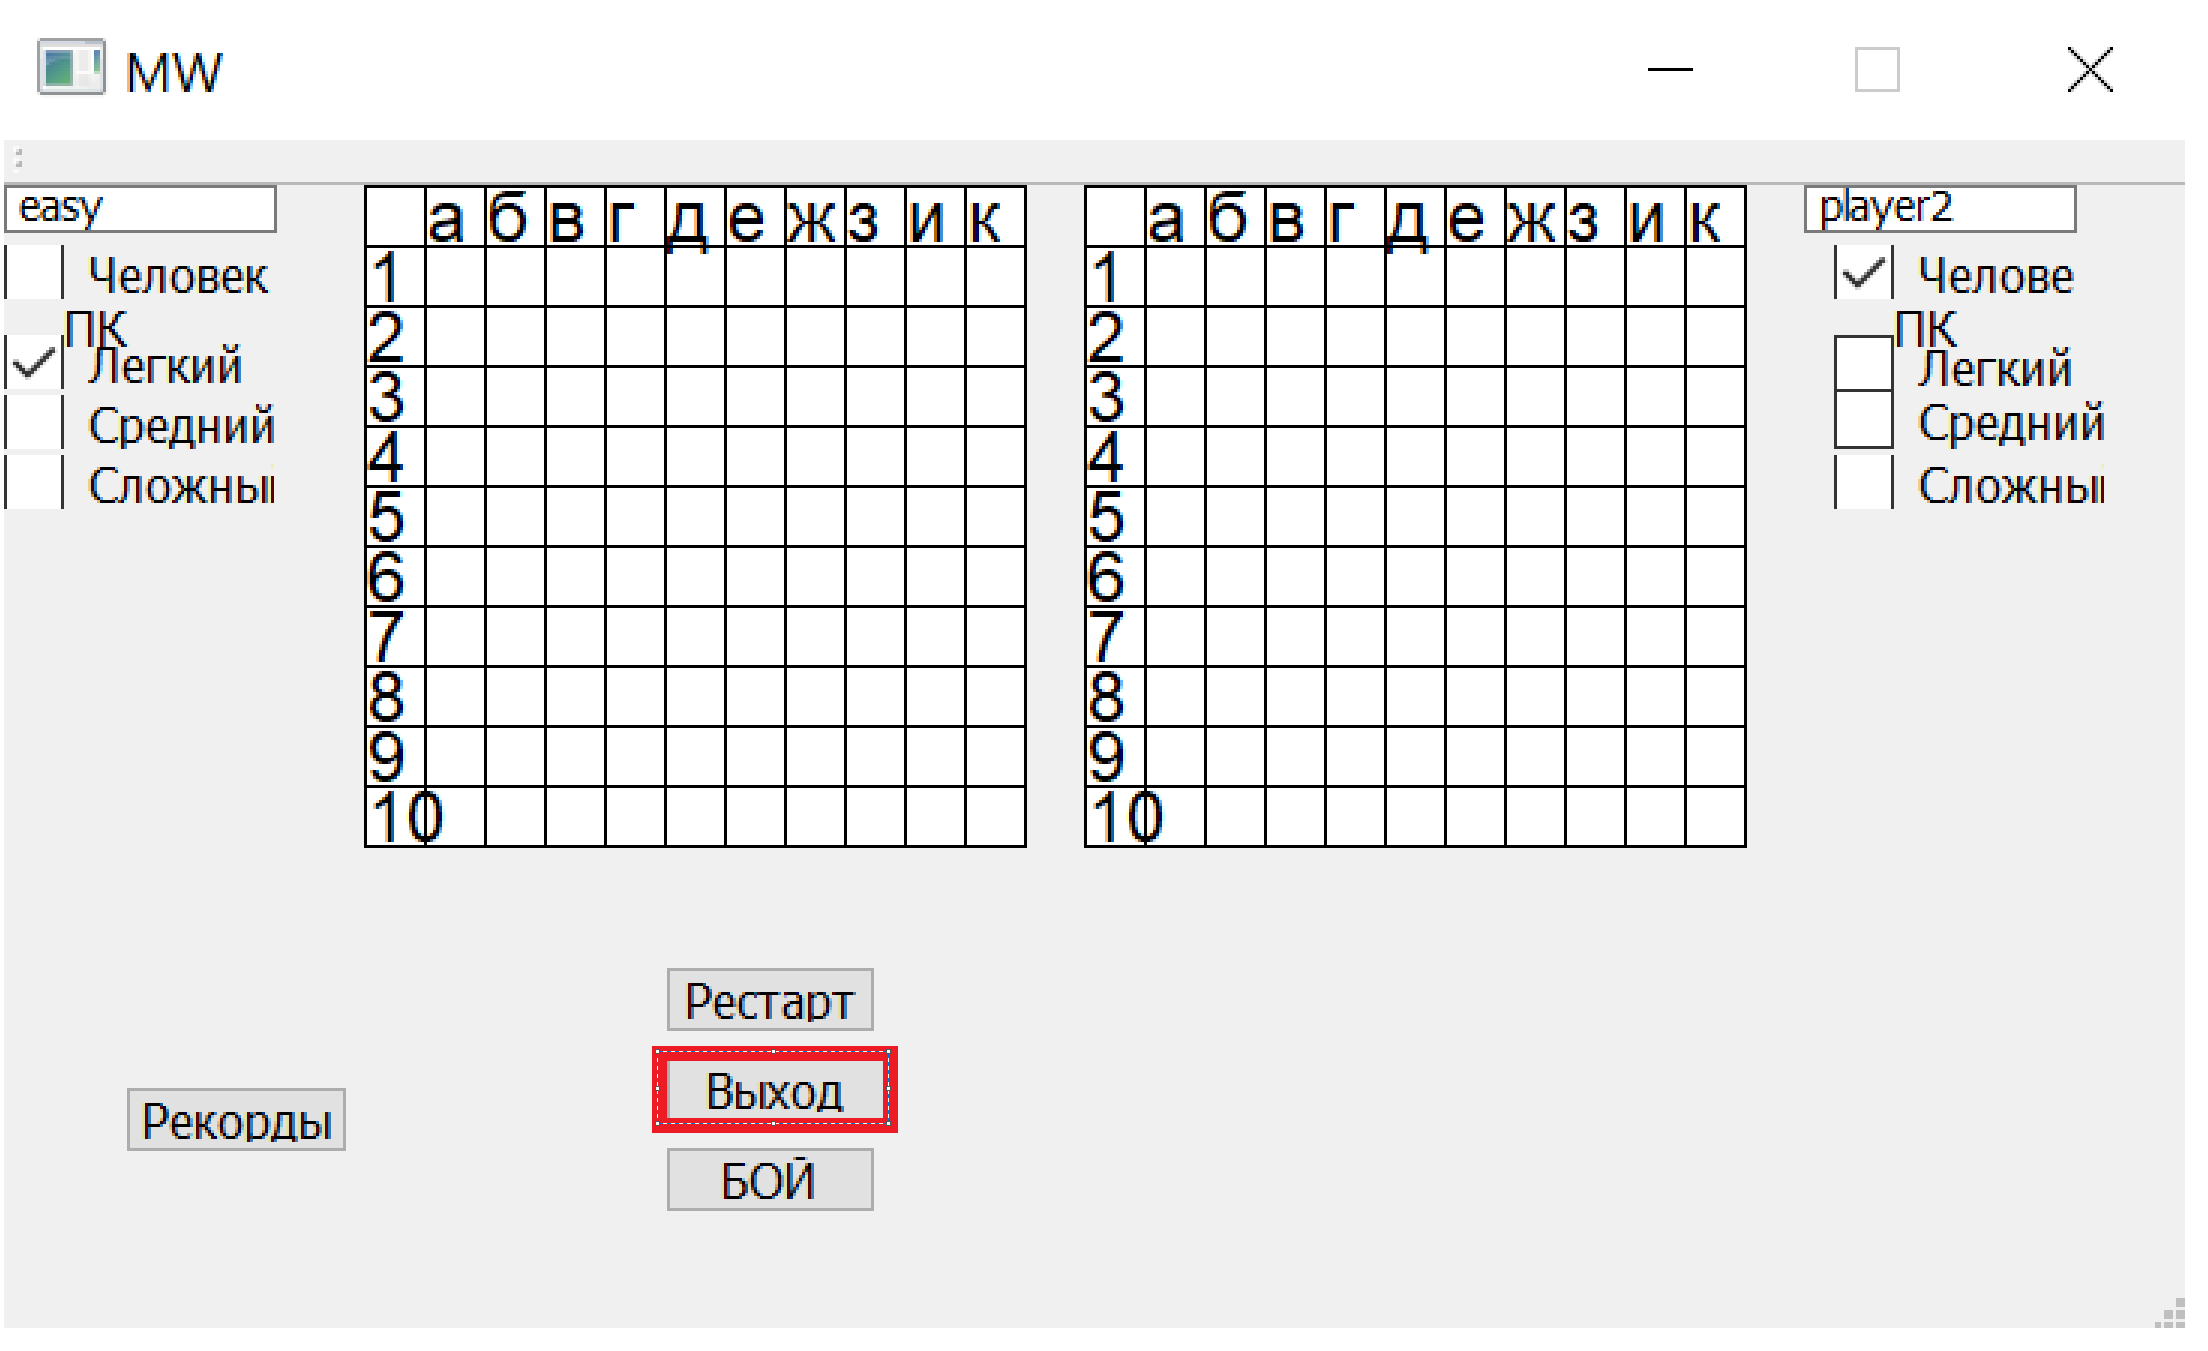 MW
easy
Человек
ПК
Легкий
Средний
Сложны
а б в г д е ж з и к
1
2
3
4
5
6
7
8
9
10
а б в г д е ж з и к
1
2
3
4
5
6
7
8
9
10
player2
Челове
ПК
Легкий
Средний
Сложны
Рестарт
Выход
Рекорды
БОЙ